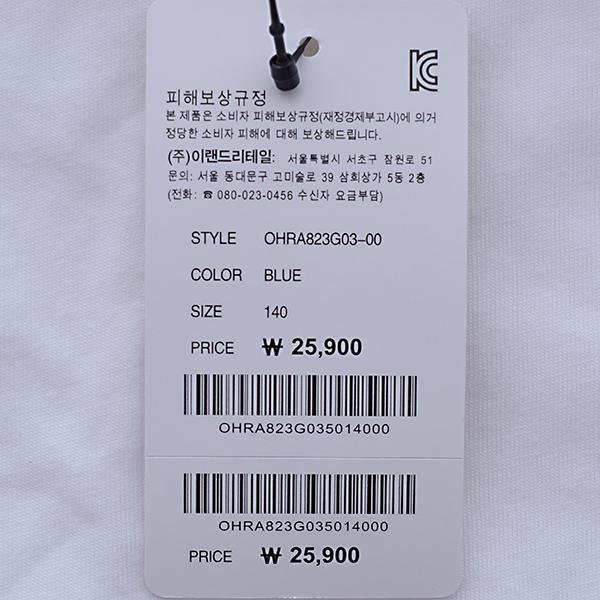 피해보상규정
본 제품은 소비자 피해보상규정(재정경제부고시)에 의거
정당한 소비자 피해에 대해 보상해드립니다.
(주)이랜드리테일: 서울특별시 서초구 잠원로 51
문의: 서울 동대문구 고미술로 39 삼희상가 5동 2층
(전화: ☎ 080-023-0456 수신자 요금부담)
STYLE OHRA823G03-00
COLOR BLUE
SIZE 140
PRICE ₩ 25,900
OHRA823G035014000
OHRA823G035014000
PRICE ₩ 25,900